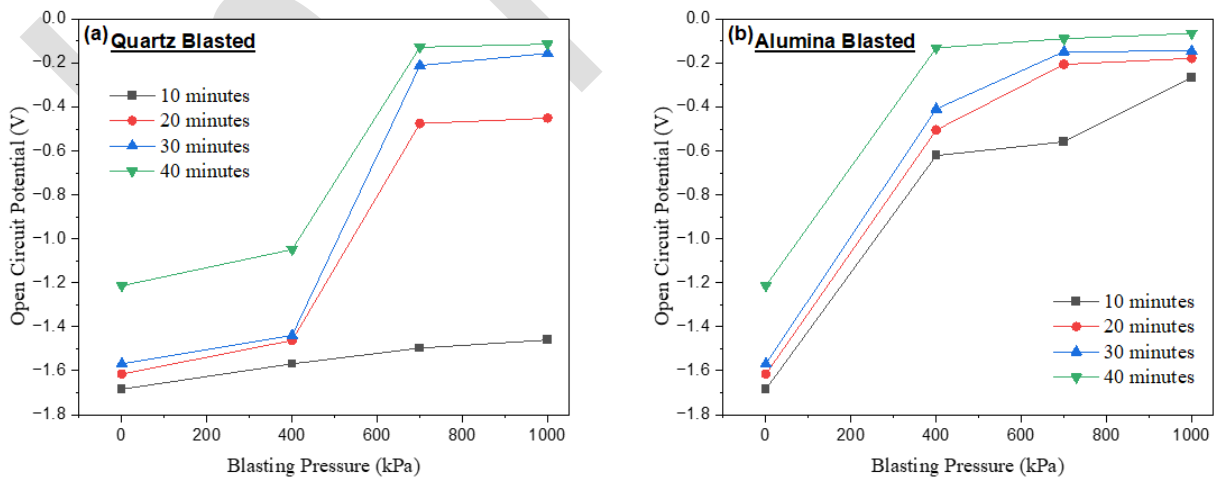 (a) Quartz Blasted
0.0
−0.2
−0.4
−0.6
−0.8
−1.0
−1.2
−1.4
−1.6
−1.8
Open Circuit Potential (V)
10 minutes
20 minutes
30 minutes
40 minutes
0 200 400 600 800 1000
Blasting Pressure (kPa)
(b) Alumina Blasted
0.0
−0.2
−0.4
−0.6
−0.8
−1.0
−1.2
−1.4
−1.6
−1.8
Open Circuit Potential (V)
10 minutes
20 minutes
30 minutes
40 minutes
0 200 400 600 800 1000
Blasting Pressure (kPa)